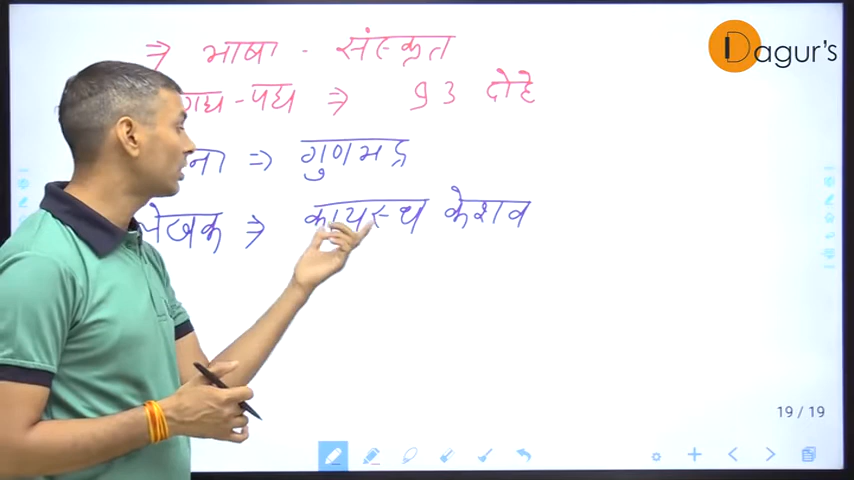 Dagur's
⇒ भाषा - संस्कृत
गद्य - पद्य ⇒ 93 दोहे
ना ⇒ गुणभद्र
लेखक ⇒ कायस्थ केशव
19 / 19